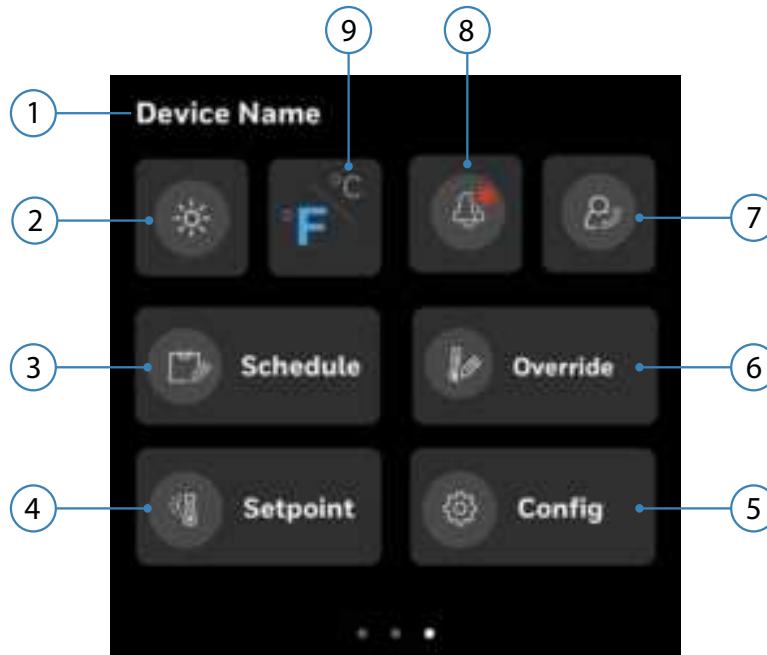 9
8
1
Device Name
2
°F
°C
7
3
Schedule
Override
6
4
Setpoint
Config
5